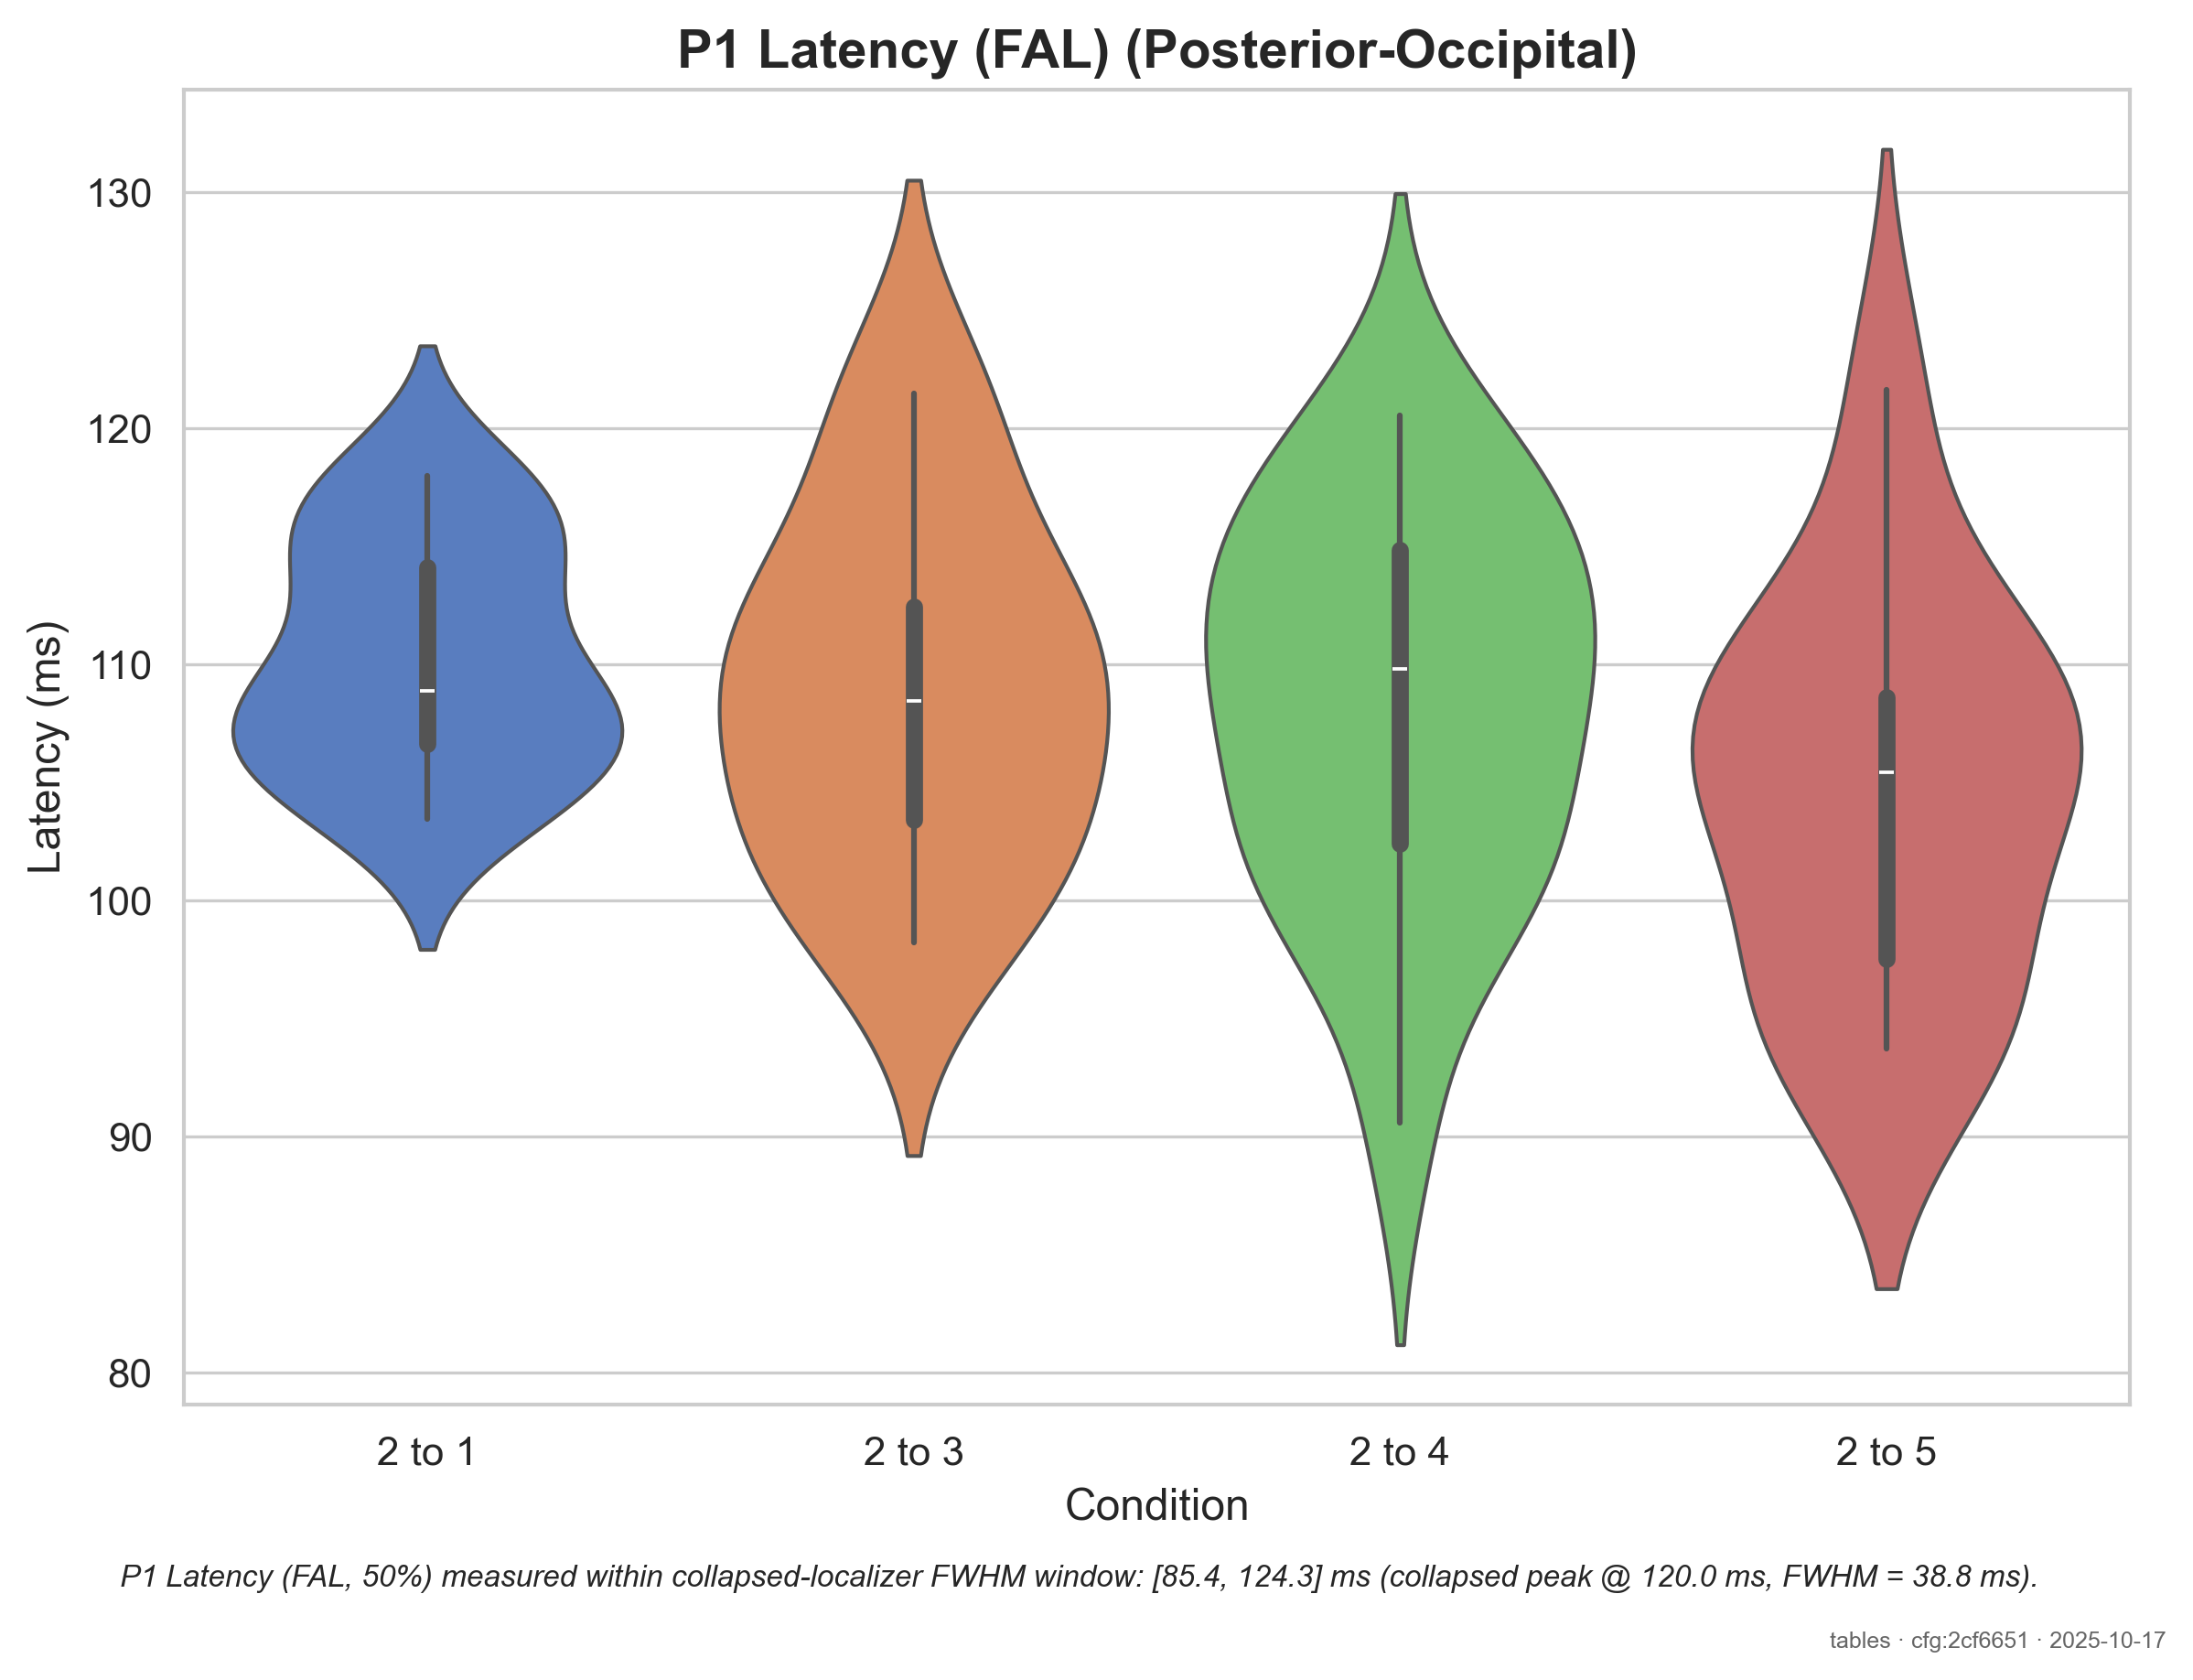 P1 Latency (FAL) (Posterior-Occipital)
Latency (ms)
130
120
110
100
90
80
2 to 1
2 to 3
2 to 4
2 to 5
Condition
P1 Latency (FAL, 50%) measured within collapsed-localizer FWHM window: [85.4, 124.3] ms (collapsed peak @ 120.0 ms, FWHM = 38.8 ms).
tables · cfg:2cf6651 · 2025-10-17